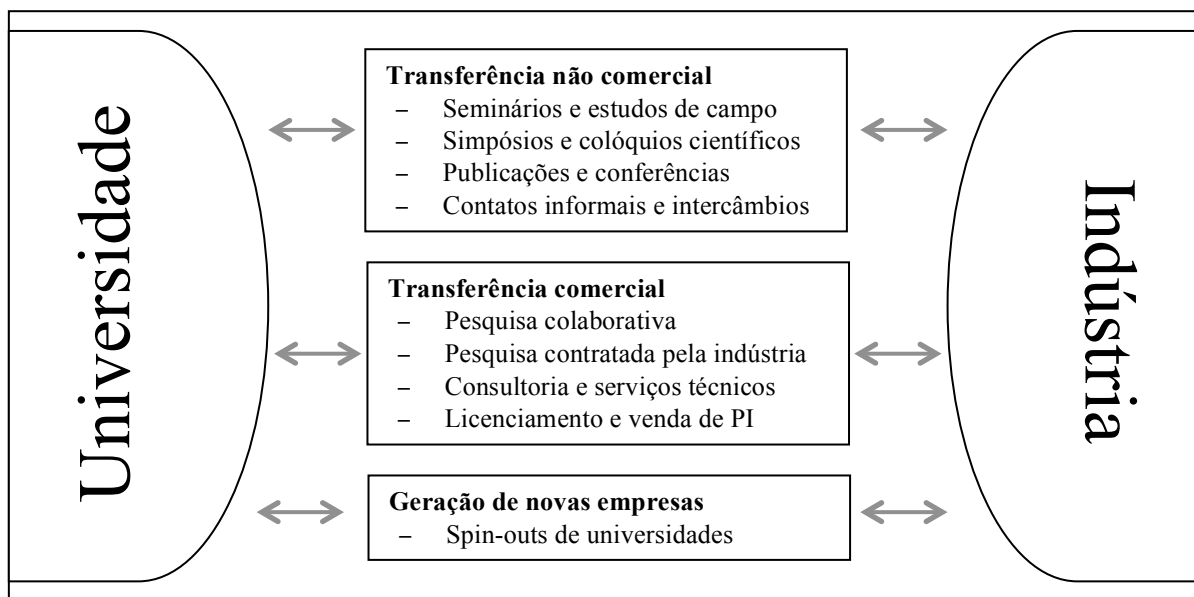 Universidade
Transferência não comercial
– Seminários e estudos de campo
– Simpósios e colóquios científicos
– Publicações e conferências
– Contatos informais e intercâmbios
Transferência comercial
– Pesquisa colaborativa
– Pesquisa contratada pela indústria
– Consultoria e serviços técnicos
– Licenciamento e venda de PI
Geração de novas empresas
– Spin-outs de universidades
Indústria